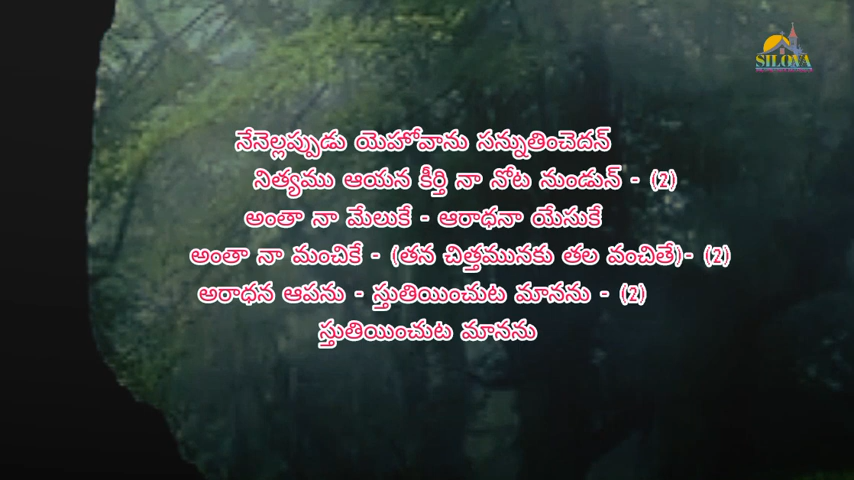 SILOVA
నేనెల్లప్పుడు యెహోవాను సన్నుతించెదన్
నిత్యము ఆయన కీర్తి నా నోట నుండున్ - (2)
అంతా నా మేలుకే - ఆరాధనా యేసుకే
అంతా నా మంచికే - (తన చిత్తమునకు తల వంచితే)- (2)
అరాధన ఆపను - స్తుతియించుట మానను - (2)
స్తుతియించుట మానను